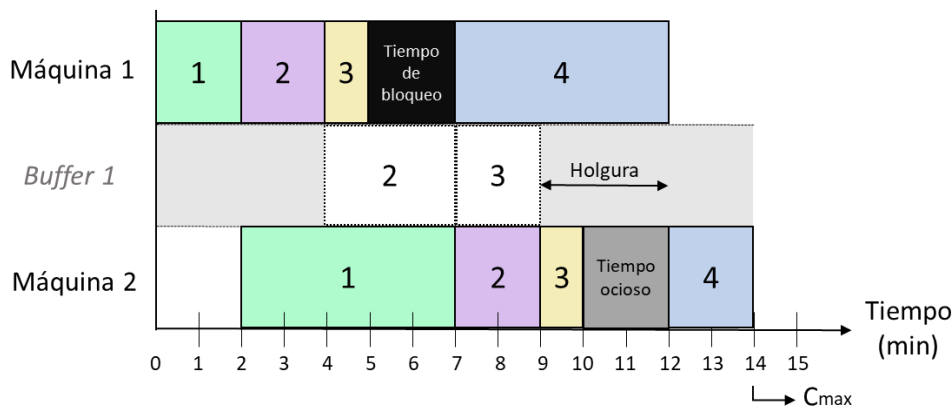 Máquina 1
1
2
3
Tiempo
de
bloqueo
4
Buffer 1
2
3
Holgura
Máquina 2
1
2
3
Tiempo
ocioso
4
Tiempo
(min)
0 1 2 3 4 5 6 7 8 9 10 11 12 13 14 15
Cmax